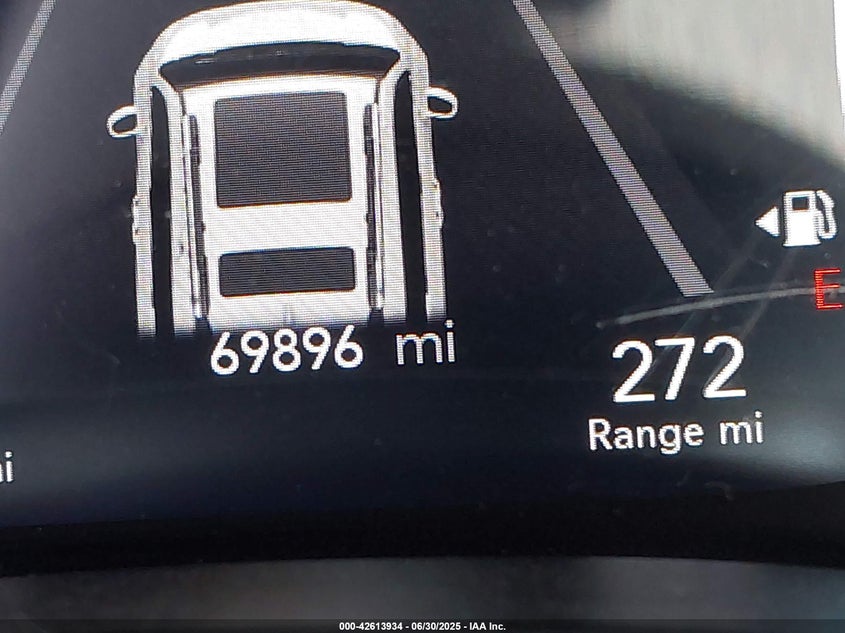 E
69896 mi
272
Range mi
000-42613934 - 06/30/2025 - IAA Inc.